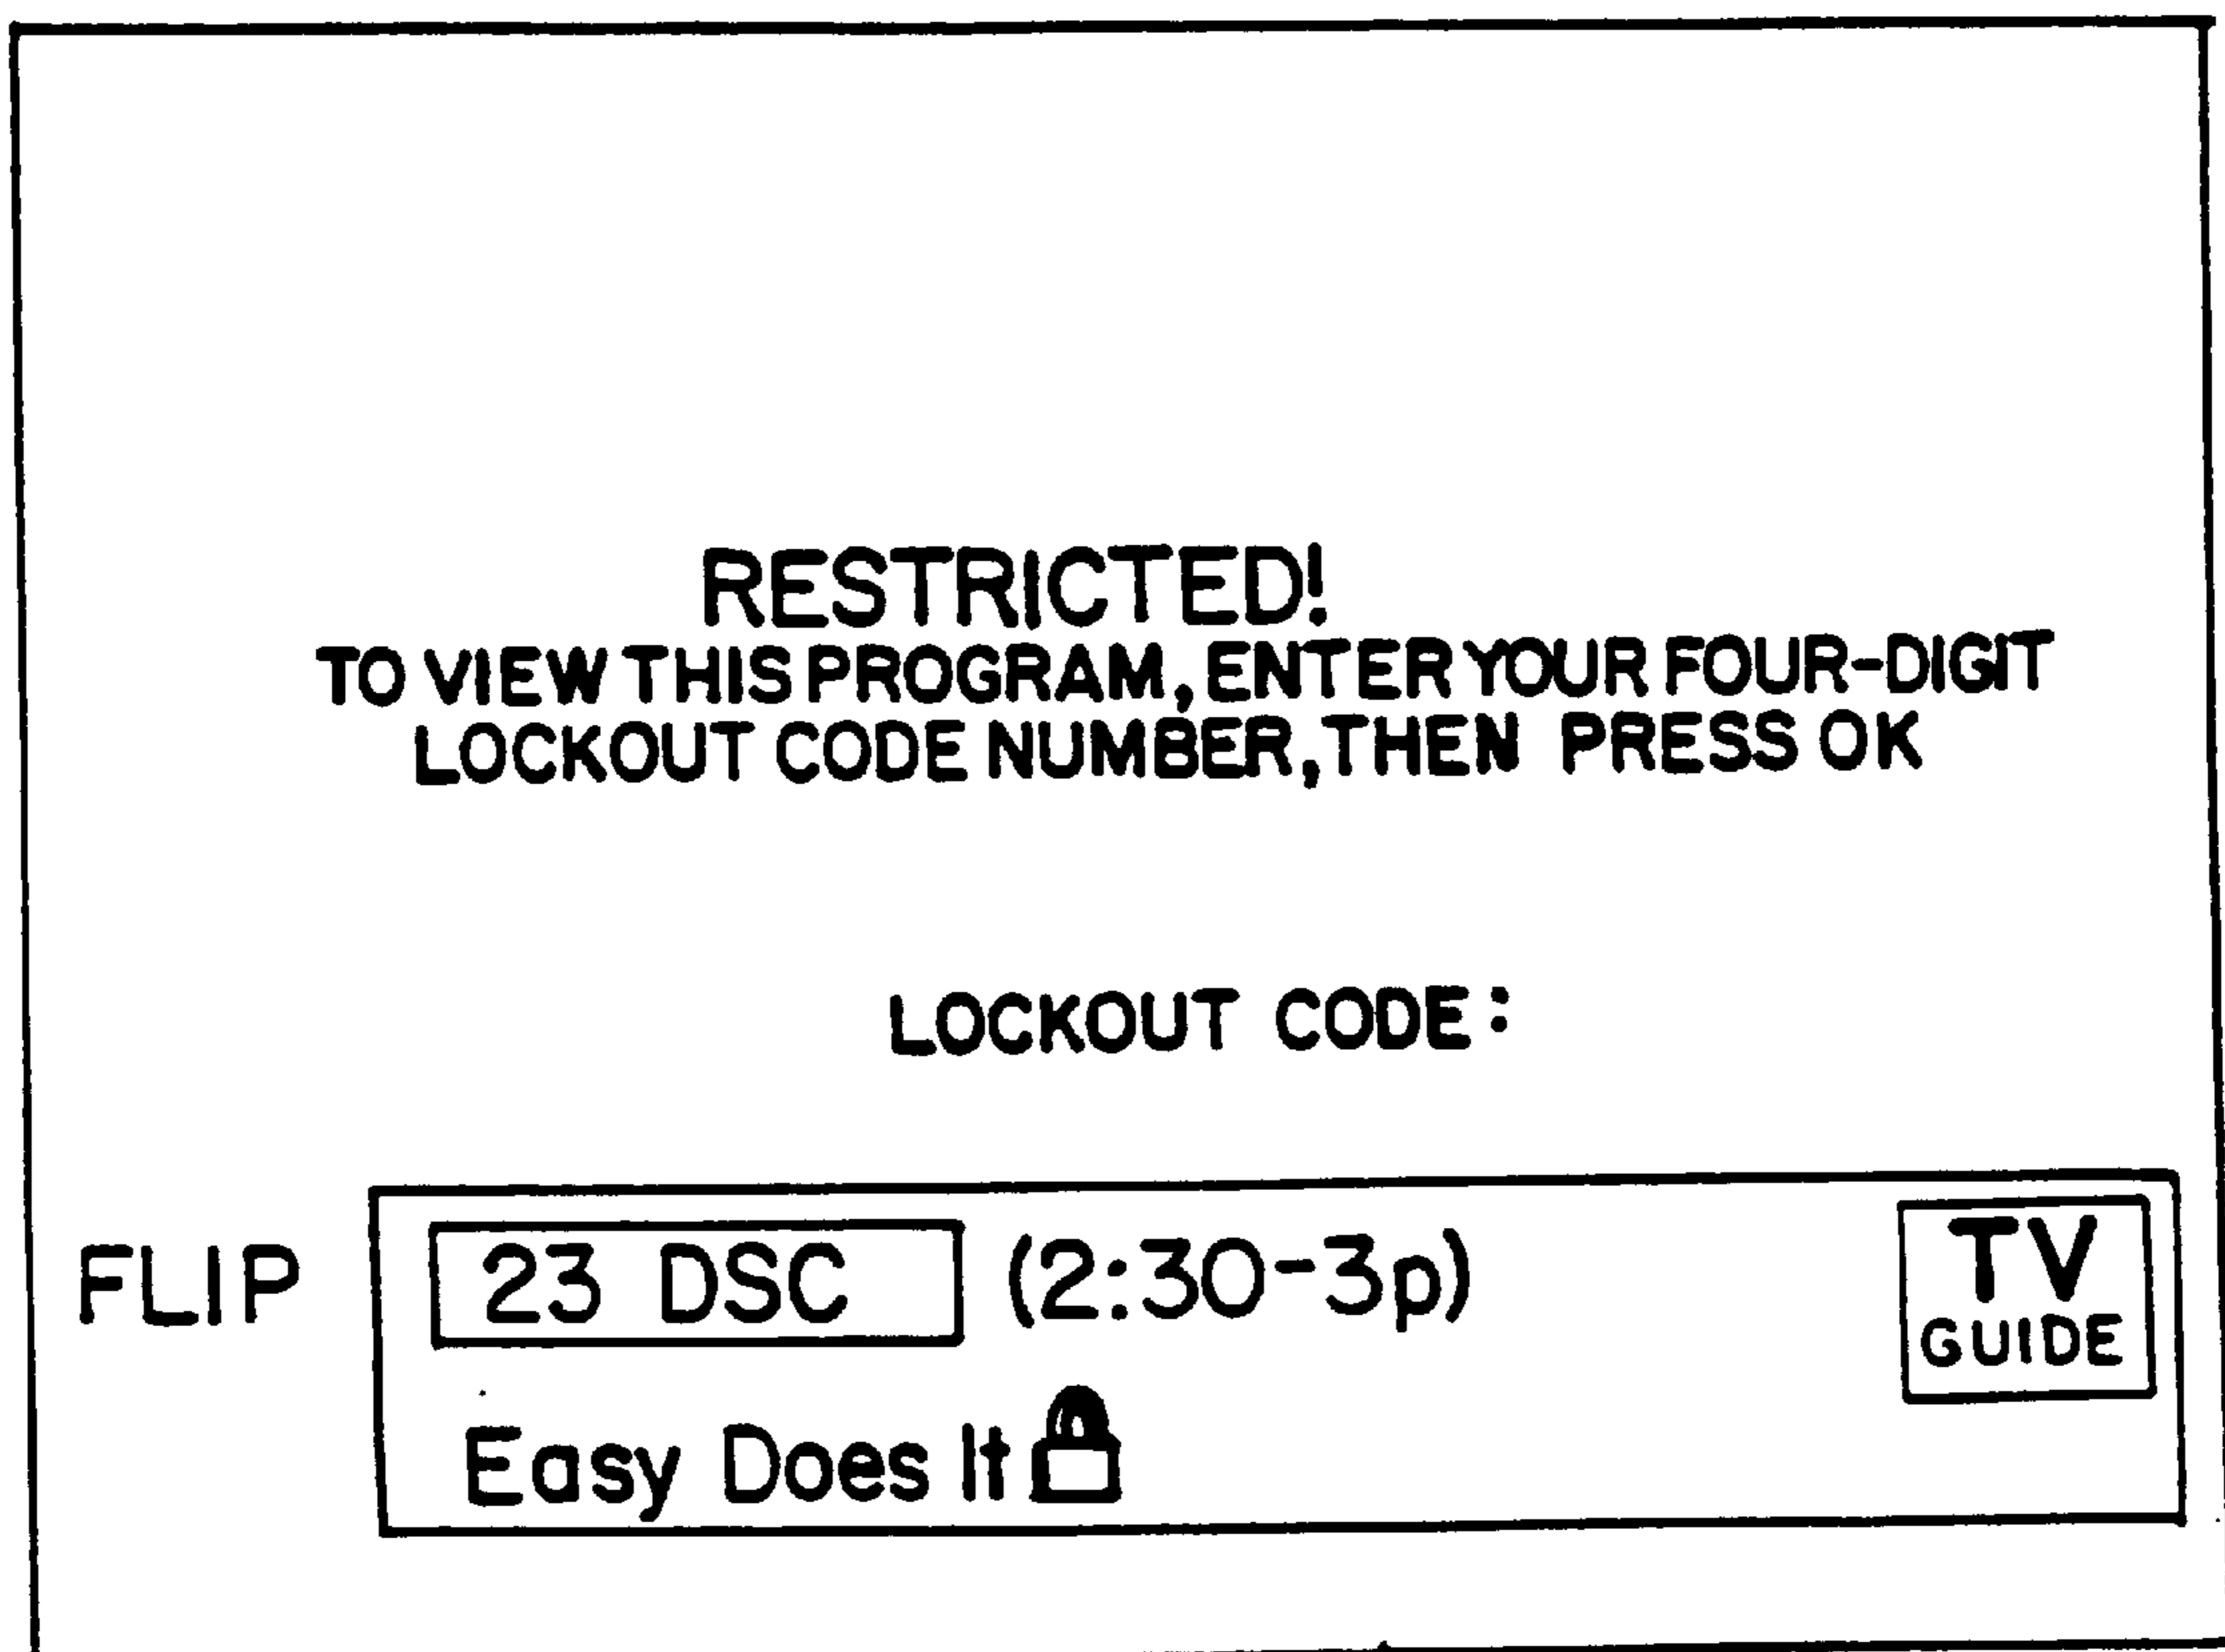 RESTRICTED!
TO VIEW THIS PROGRAM, ENTER YOUR FOUR-DIGIT
LOCKOUT CODE NUMBER, THEN PRESS OK
LOCKOUT CODE:
FLIP
23 DSC (2:30-3p)
TV
GUIDE
Easy Does It